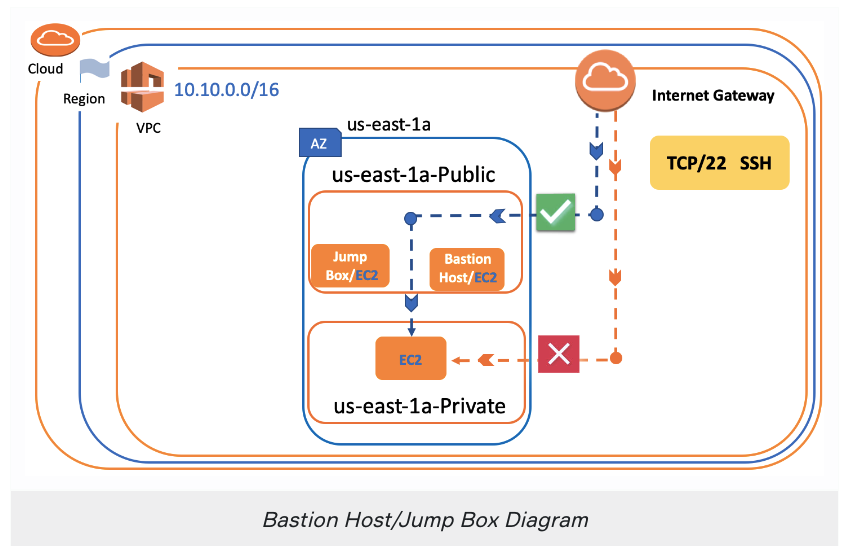 Cloud
Region
VPC
10.10.0.0/16
Internet Gateway
TCP/22 SSH
us-east-1a
AZ
us-east-1a-Public
Jump
Box/EC2
Bastion
Host/EC2
EC2
us-east-1a-Private
Bastion Host/Jump Box Diagram